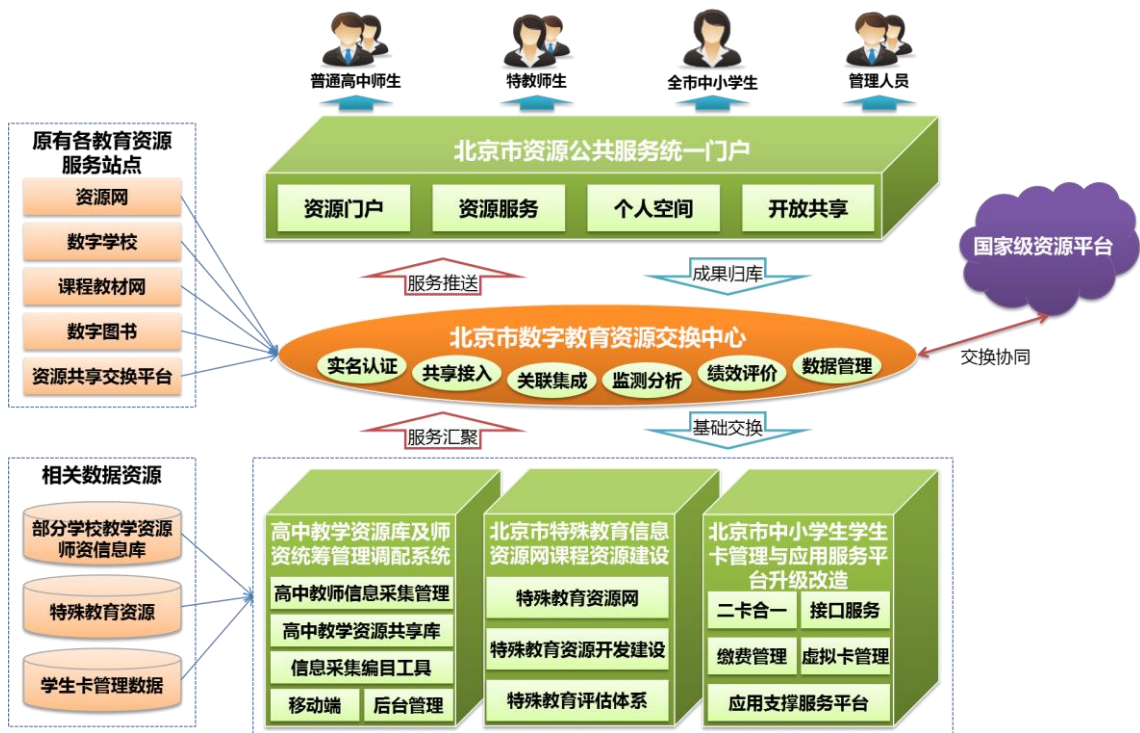 普通高中师生
特教师生
全市中小学生
管理人员
北京市资源公共服务统一门户
资源门户
资源服务
个人空间
开放共享
原有各教育资源
服务站点
资源网
数字学校
课程教材网
数字图书
资源共享交换平台
服务推送
成果归库
国家级资源平台
交换协同
北京市数字教育资源交换中心
实名认证
共享接入
关联集成
监测分析
绩效评价
数据管理
服务汇聚
基础交换
相关数据资源
部分学校教学资源
师资信息库
特殊教育资源
学生卡管理数据
高中教学资源库及师
资统筹管理调配系统
高中教师信息采集管理
高中教学资源共享库
信息采集编目工具
移动端
后台管理
北京市特殊教育信息
资源网课程资源建设
特殊教育资源网
特殊教育资源开发建设
特殊教育评估体系
北京市中小学生学生
卡管理与应用服务平
台升级改造
二卡合一
接口服务
缴费管理
虚拟卡管理
应用支撑服务平台